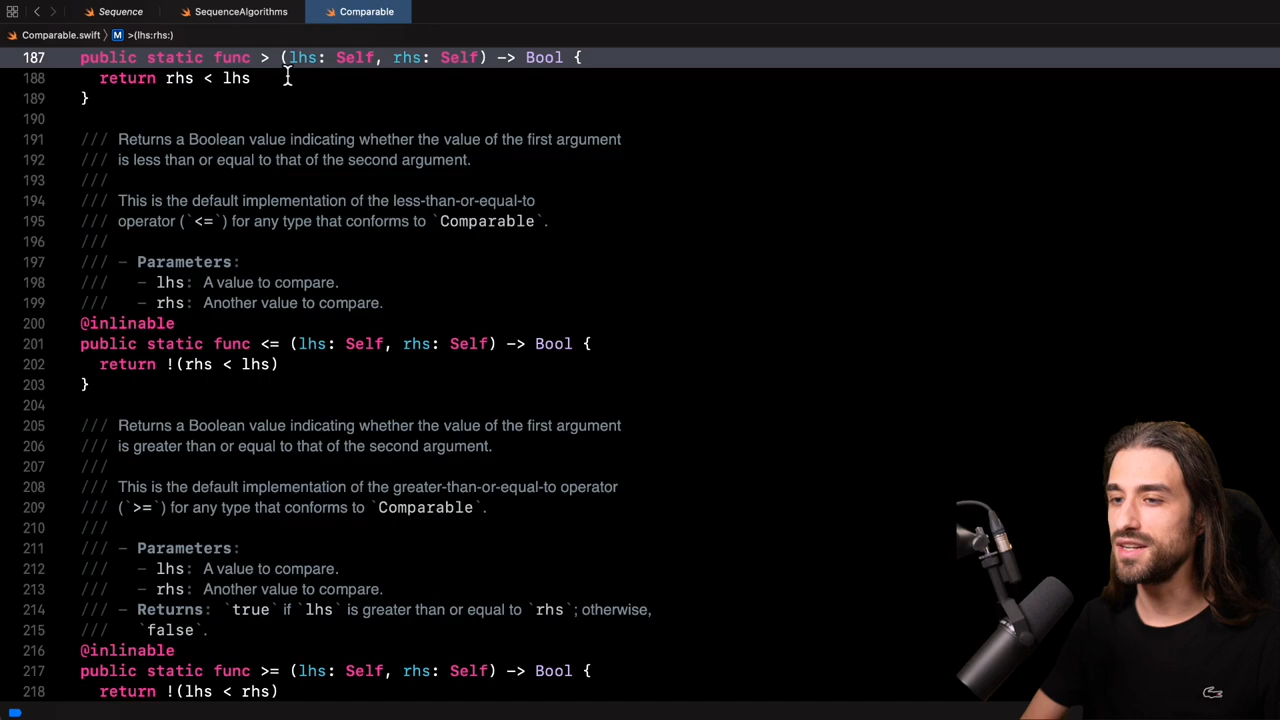 Sequence
SequenceAlgorithms
Comparable
Comparable.swift
M
>(lhs:rhs:)
187 public static func > (lhs: Self, rhs: Self) -> Bool {
188 return rhs < lhs
189 }
190
191 /// Returns a Boolean value indicating whether the value of the first argument
192 /// is less than or equal to that of the second argument.
193 ///
194 /// This is the default implementation of the less-than-or-equal-to
195 /// operator (`<=`) for any type that conforms to `Comparable`.
196 ///
197 /// - Parameters:
198 /// - lhs: A value to compare.
199 /// - rhs: Another value to compare.
200 @inlinable
201 public static func <= (lhs: Self, rhs: Self) -> Bool {
202 return !(rhs < lhs)
203 }
204
205 /// Returns a Boolean value indicating whether the value of the first argument
206 /// is greater than or equal to that of the second argument.
207 ///
208 /// This is the default implementation of the greater-than-or-equal-to operator
209 /// (`>=`) for any type that conforms to `Comparable`.
210 ///
211 /// - Parameters:
212 /// - lhs: A value to compare.
213 /// - rhs: Another value to compare.
214 /// - Returns: `true` if `lhs` is greater than or equal to `rhs`; otherwise,
215 /// `false`.
216 @inlinable
217 public static func >= (lhs: Self, rhs: Self) -> Bool {
218 return !(lhs < rhs)